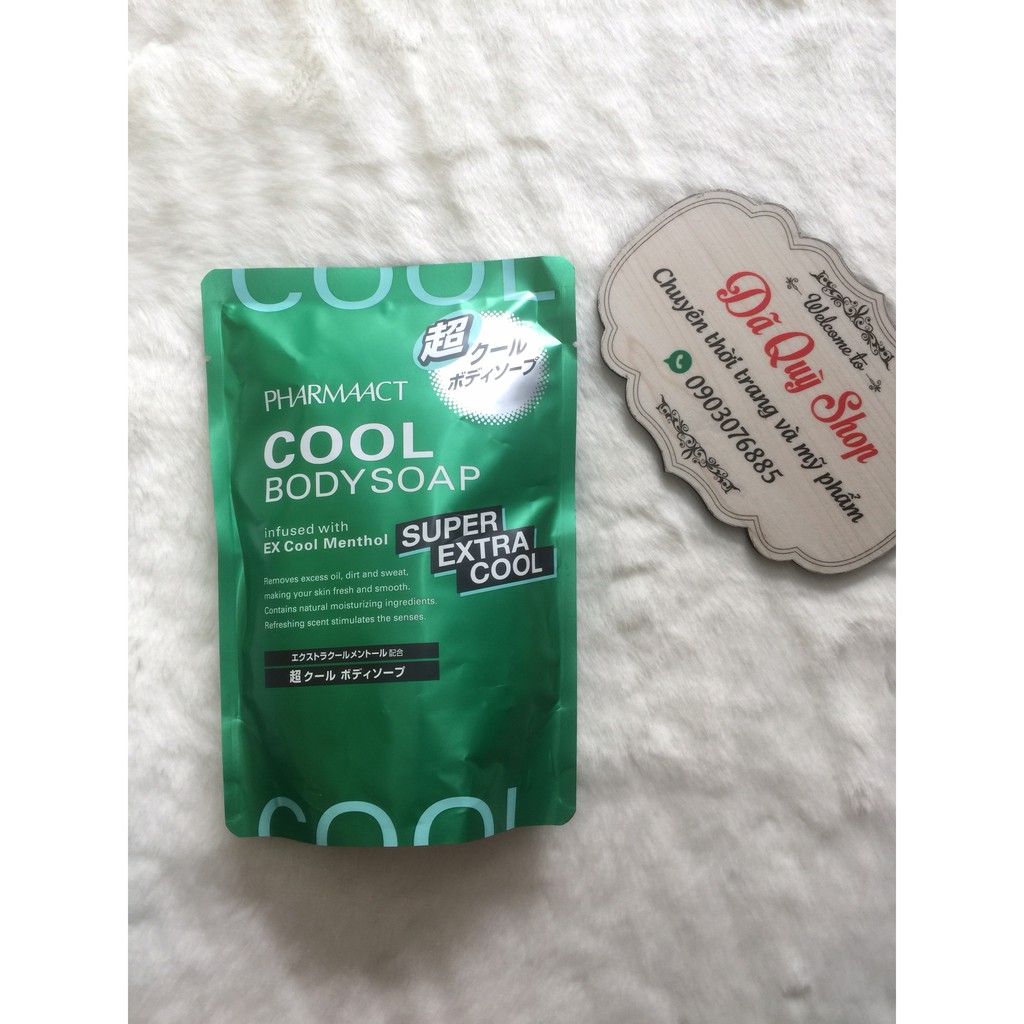 COOL
超
クール
ボディソープ
PHARMAACT
COOL
BODY SOAP
infused with
EX Cool Menthol
SUPER
EXTRA
COOL
Removes excess oil, dirt and sweat,
making your skin fresh and smooth.
Contains natural moisturizing ingredients.
Refreshing scent stimulates the senses.
エクストラクールメントール配合
超クール ボディソープ
COOL
Welcome to
Dã Quỳ Shop
Chuyên thời trang và mỹ phẩm
0903076885